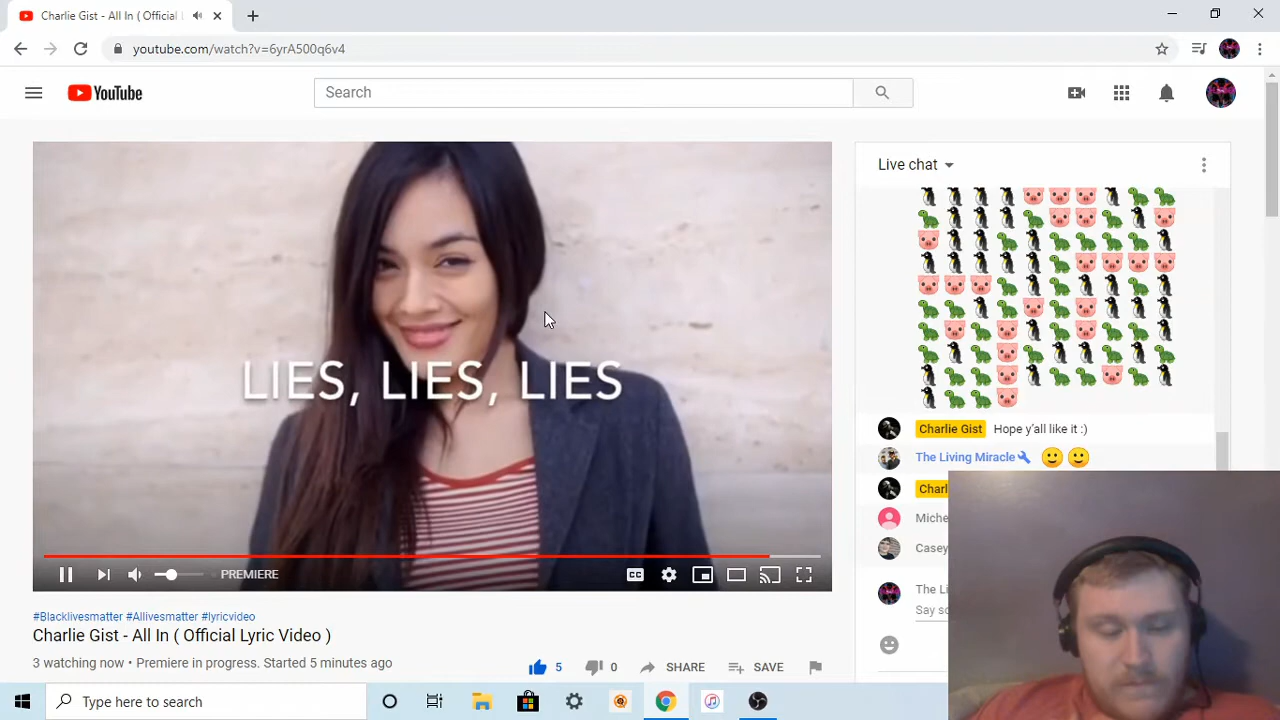 Charlie Gist - All In ( Official L
youtube.com/watch?v=6yrA500q6v4
YouTube
Search
Live chat
LIES, LIES, LIES
Charlie Gist Hope y'all like it :)
The Living Miracle
Charl
Miche
Casey
The Li
Say so
PREMIERE
CC
#Blacklivesmatter #Allivesmatter #lyricvideo
Charlie Gist - All In ( Official Lyric Video )
3 watching now • Premiere in progress. Started 5 minutes ago
5
0
SHARE
SAVE
Type here to search